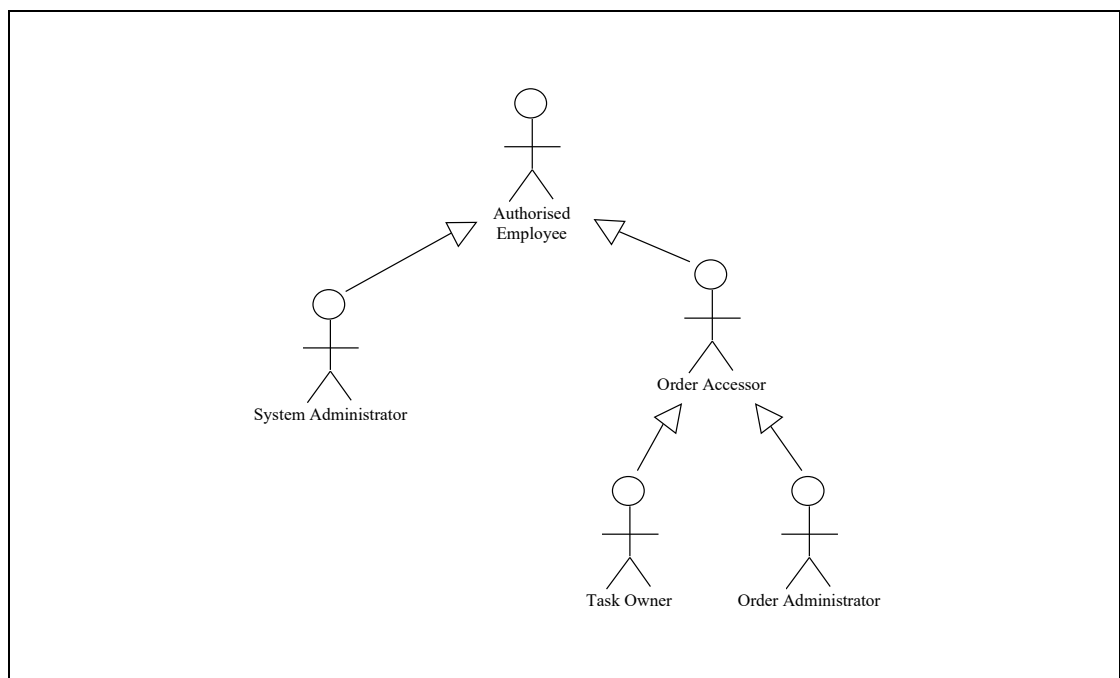 Authorised
Employee
Order Accessor
System Administrator
Task Owner
Order Administrator